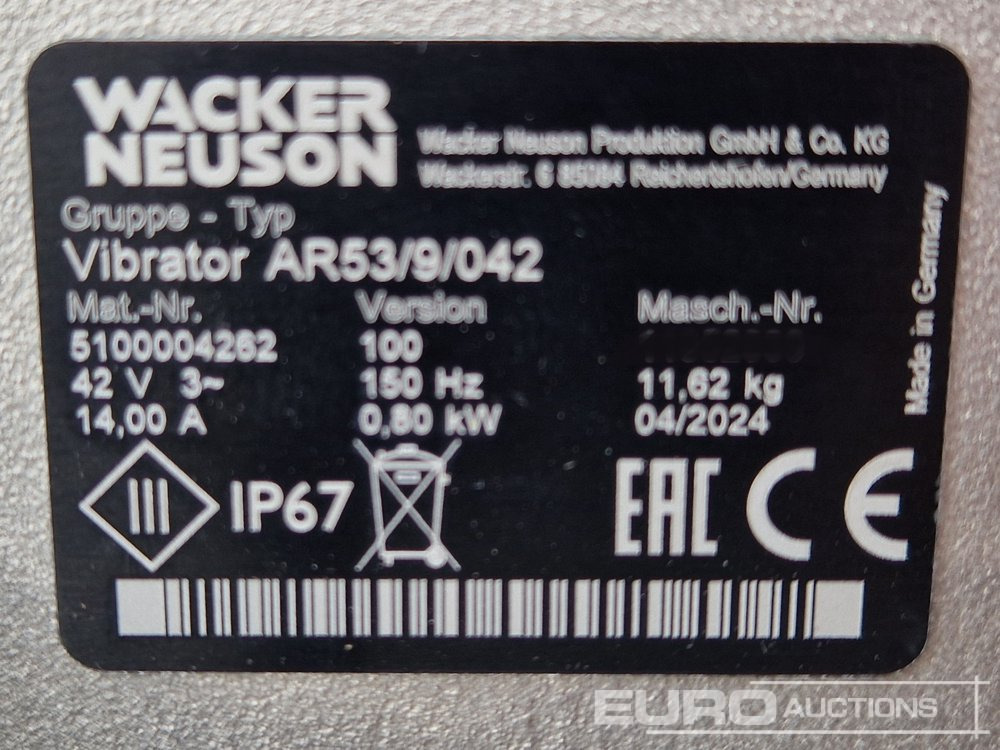 WACKER
NEUSON
Wacker Neuson Produktion GmbH & Co. KG
Wackerstr. 6 85084 Reichertshofen/Germany
Gruppe - Typ
Vibrator AR53/9/042
Mat.-Nr. Version Masch.-Nr.
5100004262 100
42 V 3~ 150 Hz 11,62 kg
14,00 A 0,80 kW 04/2024
Made in Germany
III IP67 EAC CE
EURO AUCTIONS